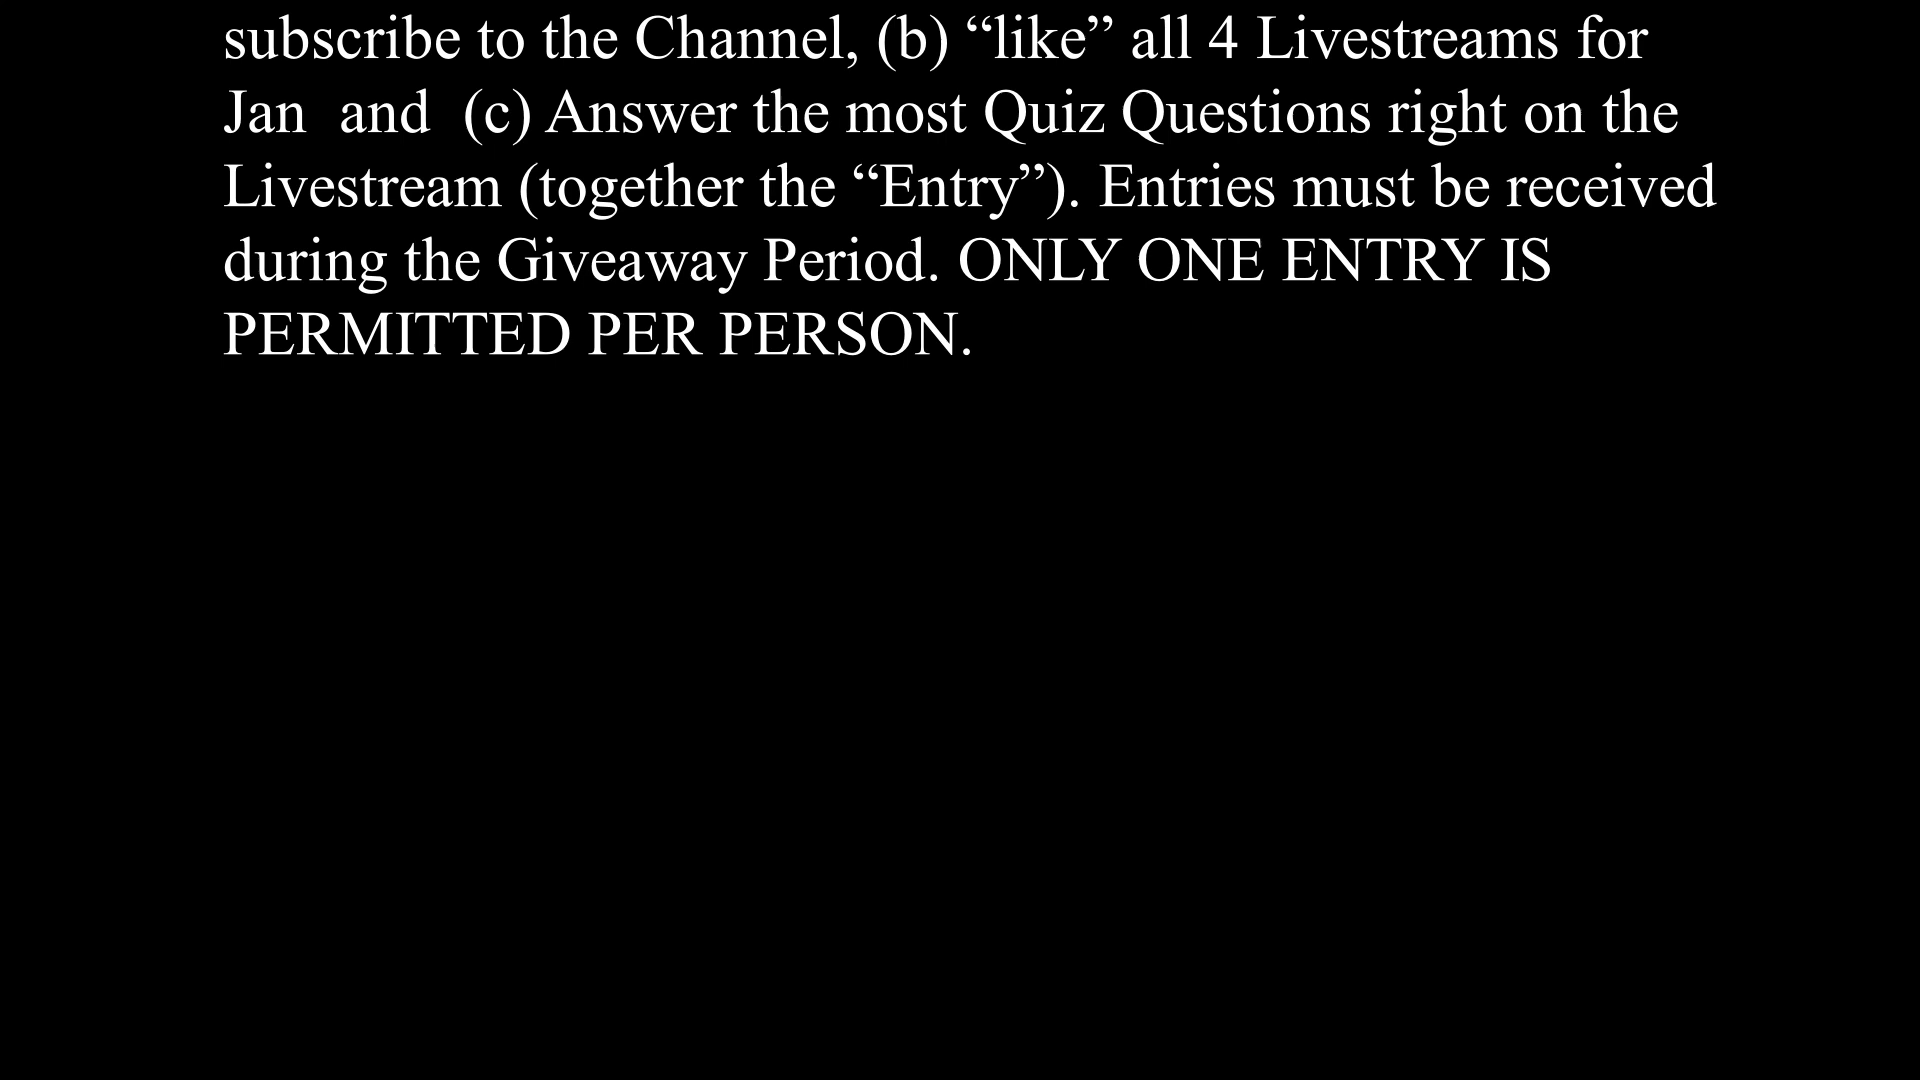 subscribe to the Channel, (b) “like” all 4 Livestreams for
Jan  and  (c) Answer the most Quiz Questions right on the
Livestream (together the “Entry”). Entries must be received
during the Giveaway Period. ONLY ONE ENTRY IS
PERMITTED PER PERSON.